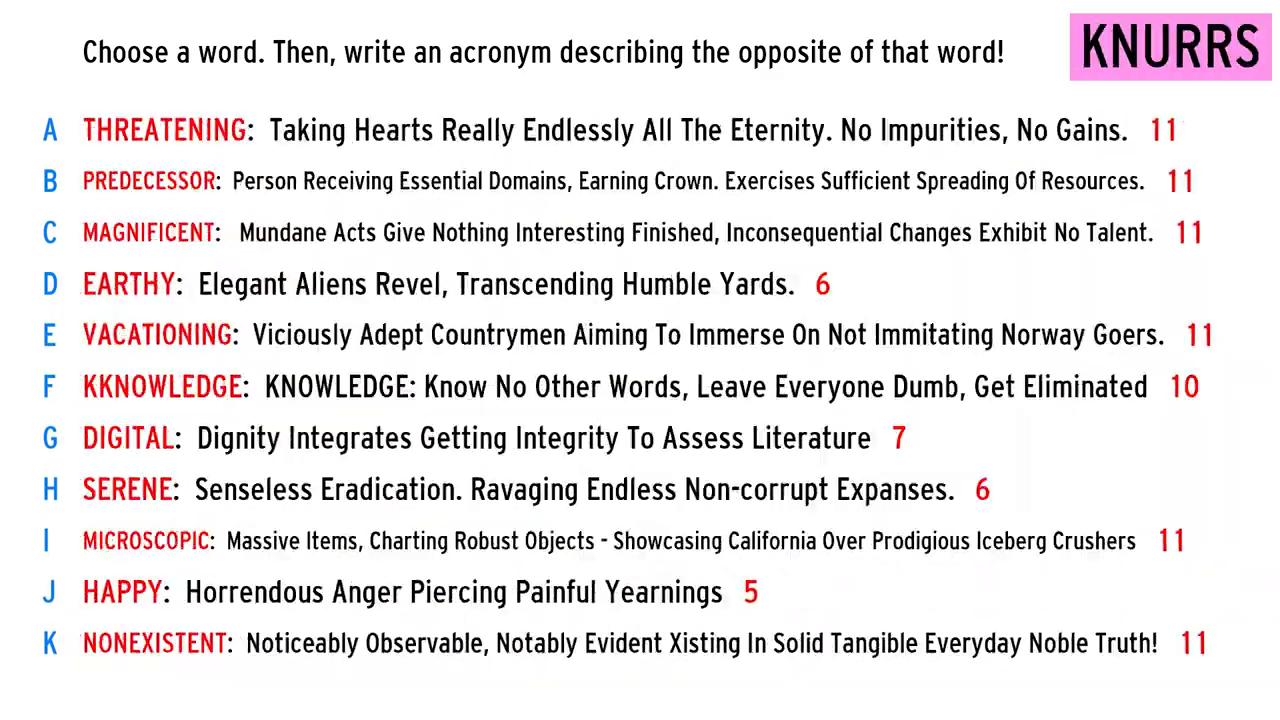 Choose a word. Then, write an acronym describing the opposite of that word!
KNURRS
A THREATENING: Taking Hearts Really Endlessly All The Eternity. No Impurities, No Gains. 11
B PREDECESSOR: Person Receiving Essential Domains, Earning Crown. Exercises Sufficient Spreading Of Resources. 11
C MAGNIFICENT: Mundane Acts Give Nothing Interesting Finished, Inconsequential Changes Exhibit No Talent. 11
D EARTHY: Elegant Aliens Revel, Transcending Humble Yards. 6
E VACATIONING: Viciously Adept Countrymen Aiming To Immerse On Not Immitating Norway Goers. 11
F KKNOWLEDGE: KNOWLEDGE: Know No Other Words, Leave Everyone Dumb, Get Eliminated 10
G DIGITAL: Dignity Integrates Getting Integrity To Assess Literature 7
H SERENE: Senseless Eradication. Ravaging Endless Non-corrupt Expanses. 6
I MICROSCOPIC: Massive Items, Charting Robust Objects - Showcasing California Over Prodigious Iceberg Crushers 11
J HAPPY: Horrendous Anger Piercing Painful Yearnings 5
K NONEXISTENT: Noticeably Observable, Notably Evident Xisting In Solid Tangible Everyday Noble Truth! 11